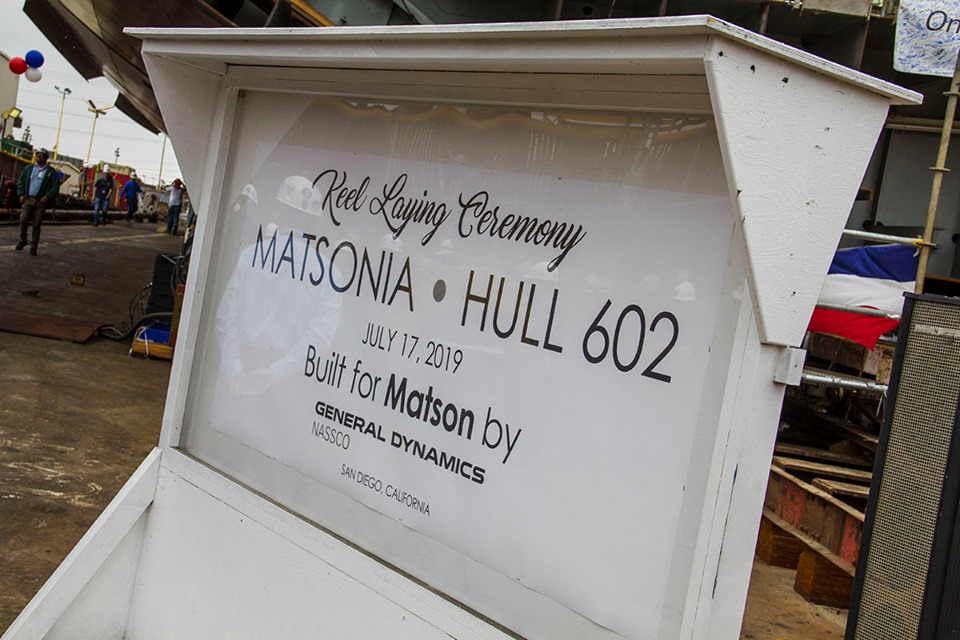 On
Keel Laying Ceremony
MATSONIA • HULL 602
JULY 17, 2019
Built for Matson by
GENERAL DYNAMICS
NASSCO
SAN DIEGO, CALIFORNIA